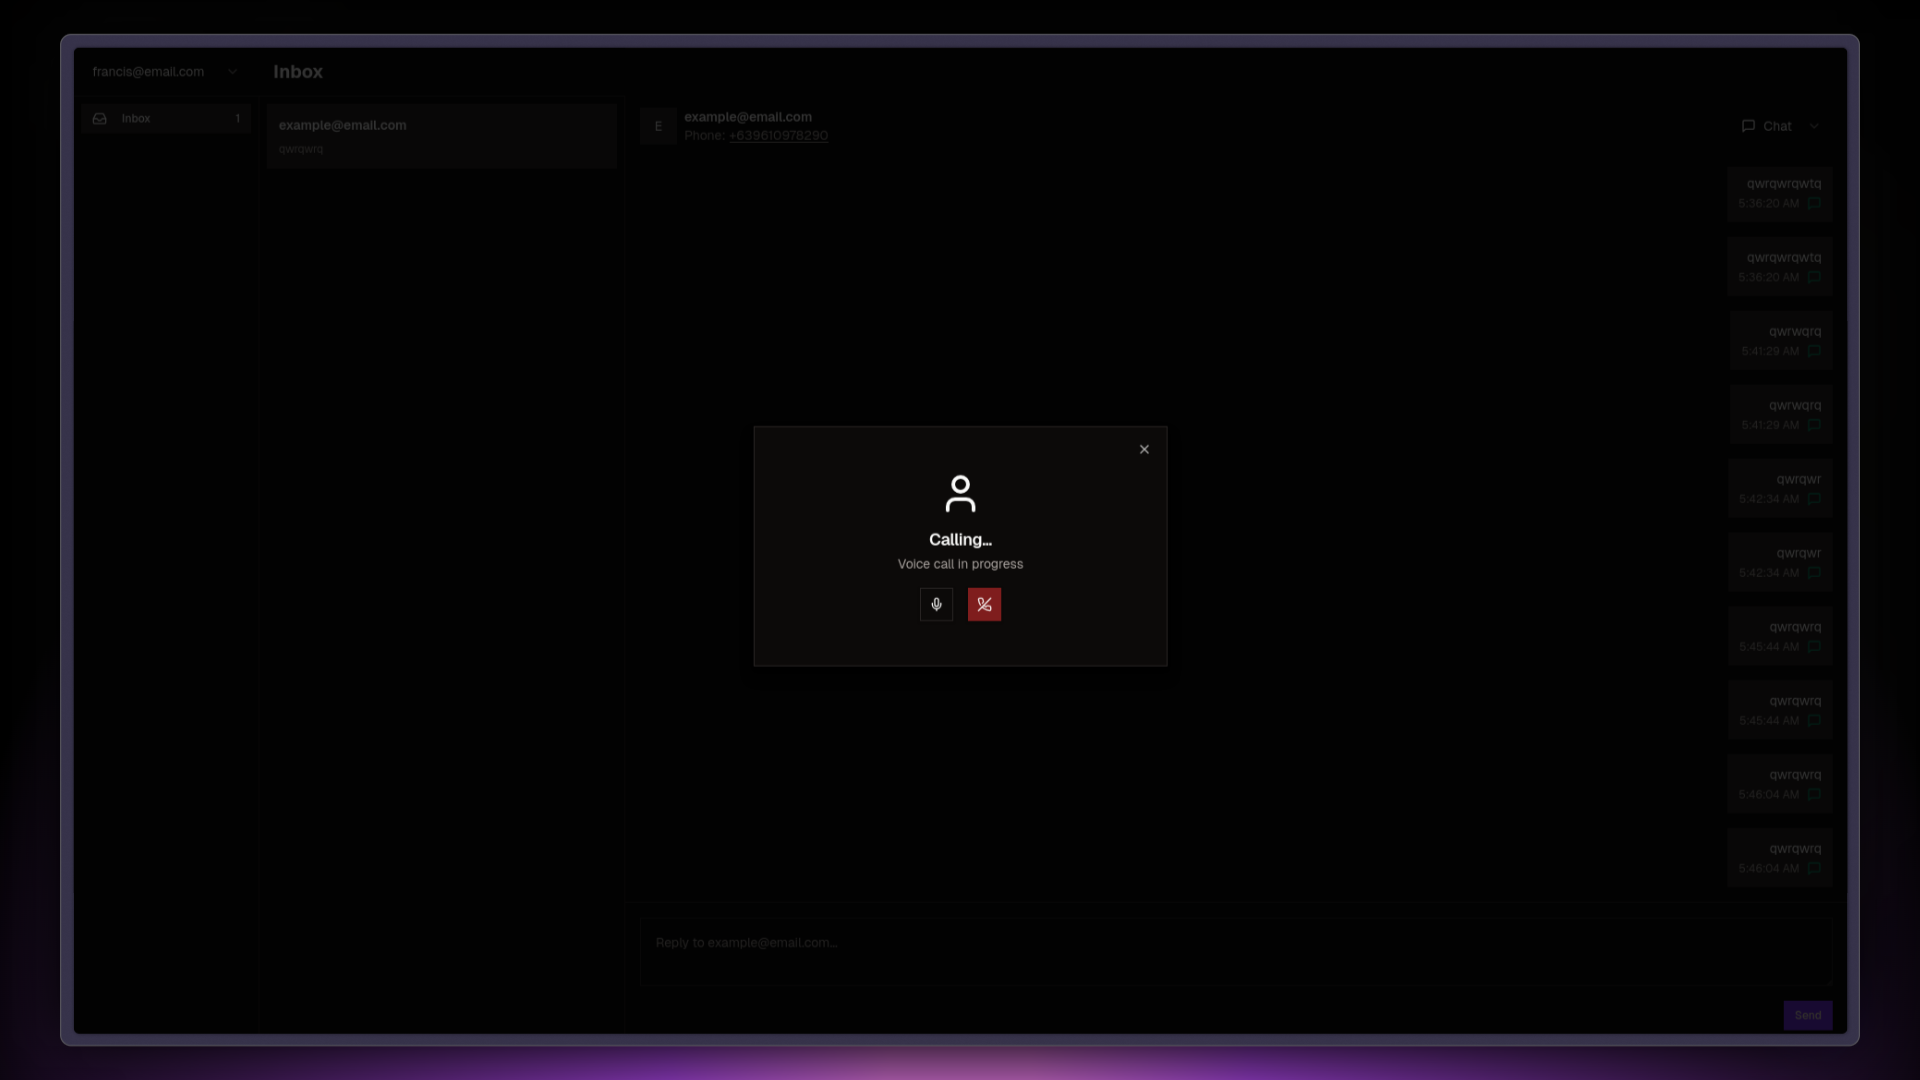 francis@email.com
Inbox
Inbox
1
example@email.com
qwrqwrq
E
example@email.com
Phone: +639610978290
Chat
qwrqwrqwtq
5:36:20 AM
qwrqwrqwtq
5:36:20 AM
qwrwqrq
5:41:29 AM
qwrwqrq
5:41:29 AM
qwrqwr
5:42:34 AM
qwrqwr
5:42:34 AM
qwrqwrq
5:45:44 AM
qwrqwrq
5:45:44 AM
qwrqwrq
5:46:04 AM
qwrqwrq
5:46:04 AM
Calling...
Voice call in progress
Reply to example@email.com...
Send